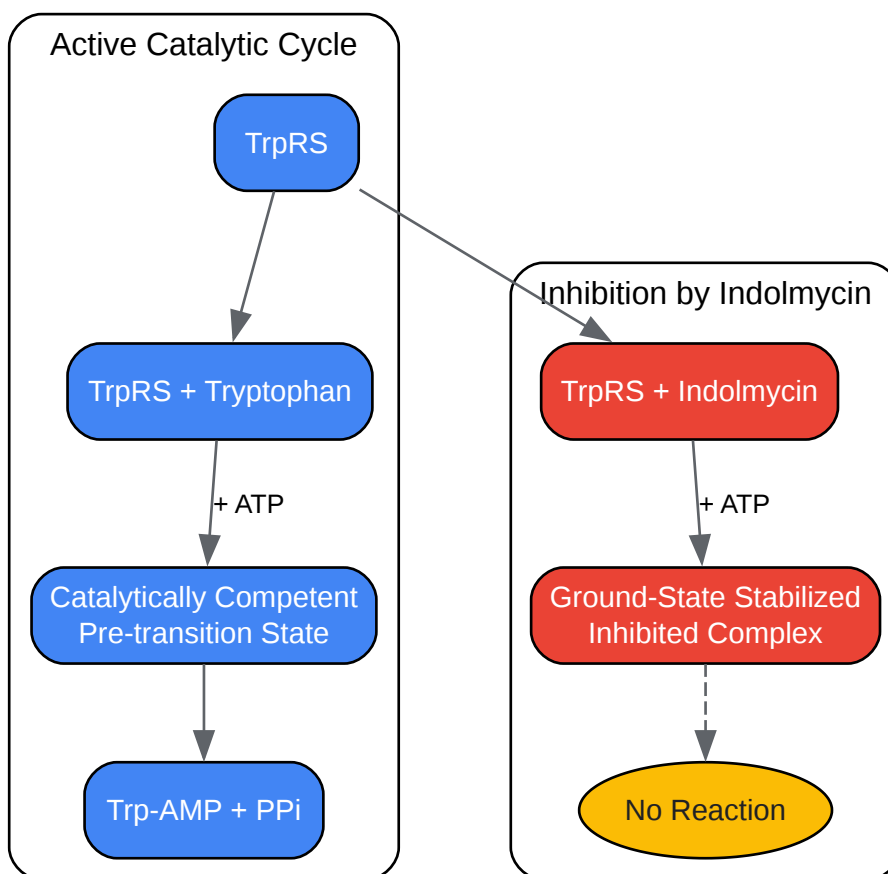 Active Catalytic Cycle
TrpRS
Inhibition by Indolmycin
TrpRS + Tryptophan
TrpRS + Indolmycin
+ ATP
+ ATP
Catalytically Competent
Pre-transition State
Ground-State Stabilized
Inhibited Complex
Trp-AMP + PPi
No Reaction